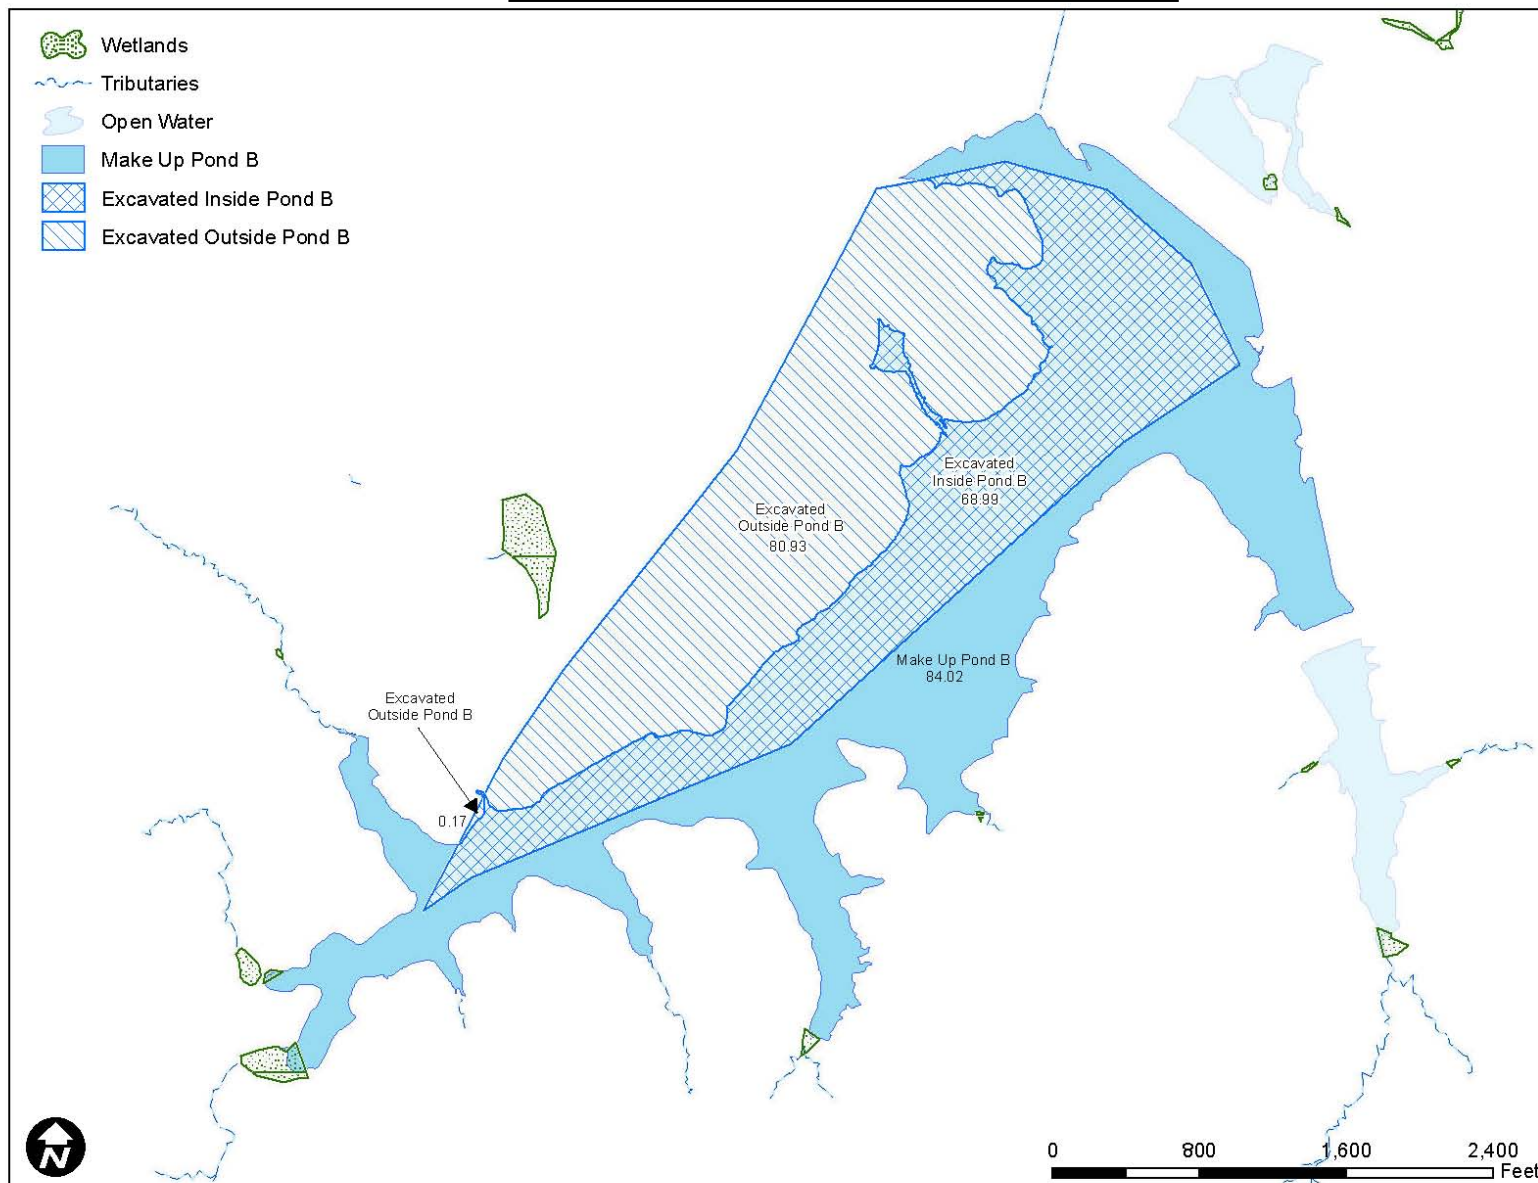 Wetlands
Tributaries
Open Water
Make Up Pond B
Excavated Inside Pond B
Excavated Outside Pond B
Excavated
Inside Pond B
68.99
Excavated
Outside Pond B
80.93
Make Up Pond B
84.02
Excavated
Outside Pond B
0.17
N
0 800 1,600 2,400
Feet